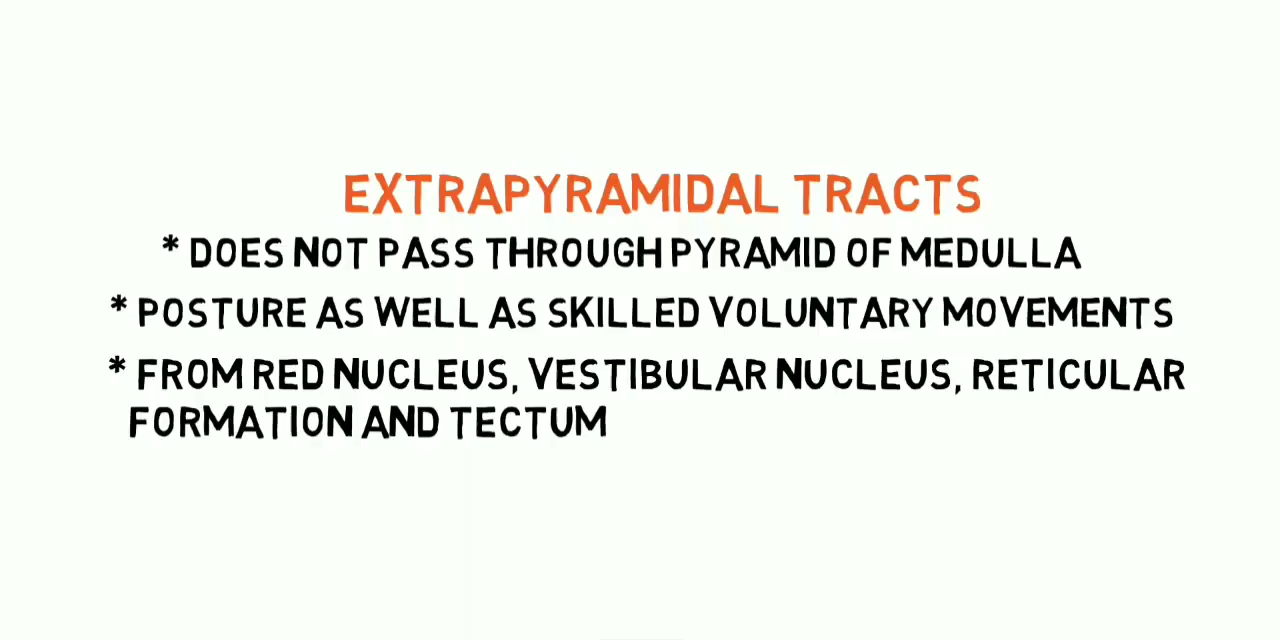 EXTRAPYRAMIDAL TRACTS
* DOES NOT PASS THROUGH PYRAMID OF MEDULLA
* POSTURE AS WELL AS SKILLED VOLUNTARY MOVEMENTS
* FROM RED NUCLEUS, VESTIBULAR NUCLEUS, RETICULAR
FORMATION AND TECTUM